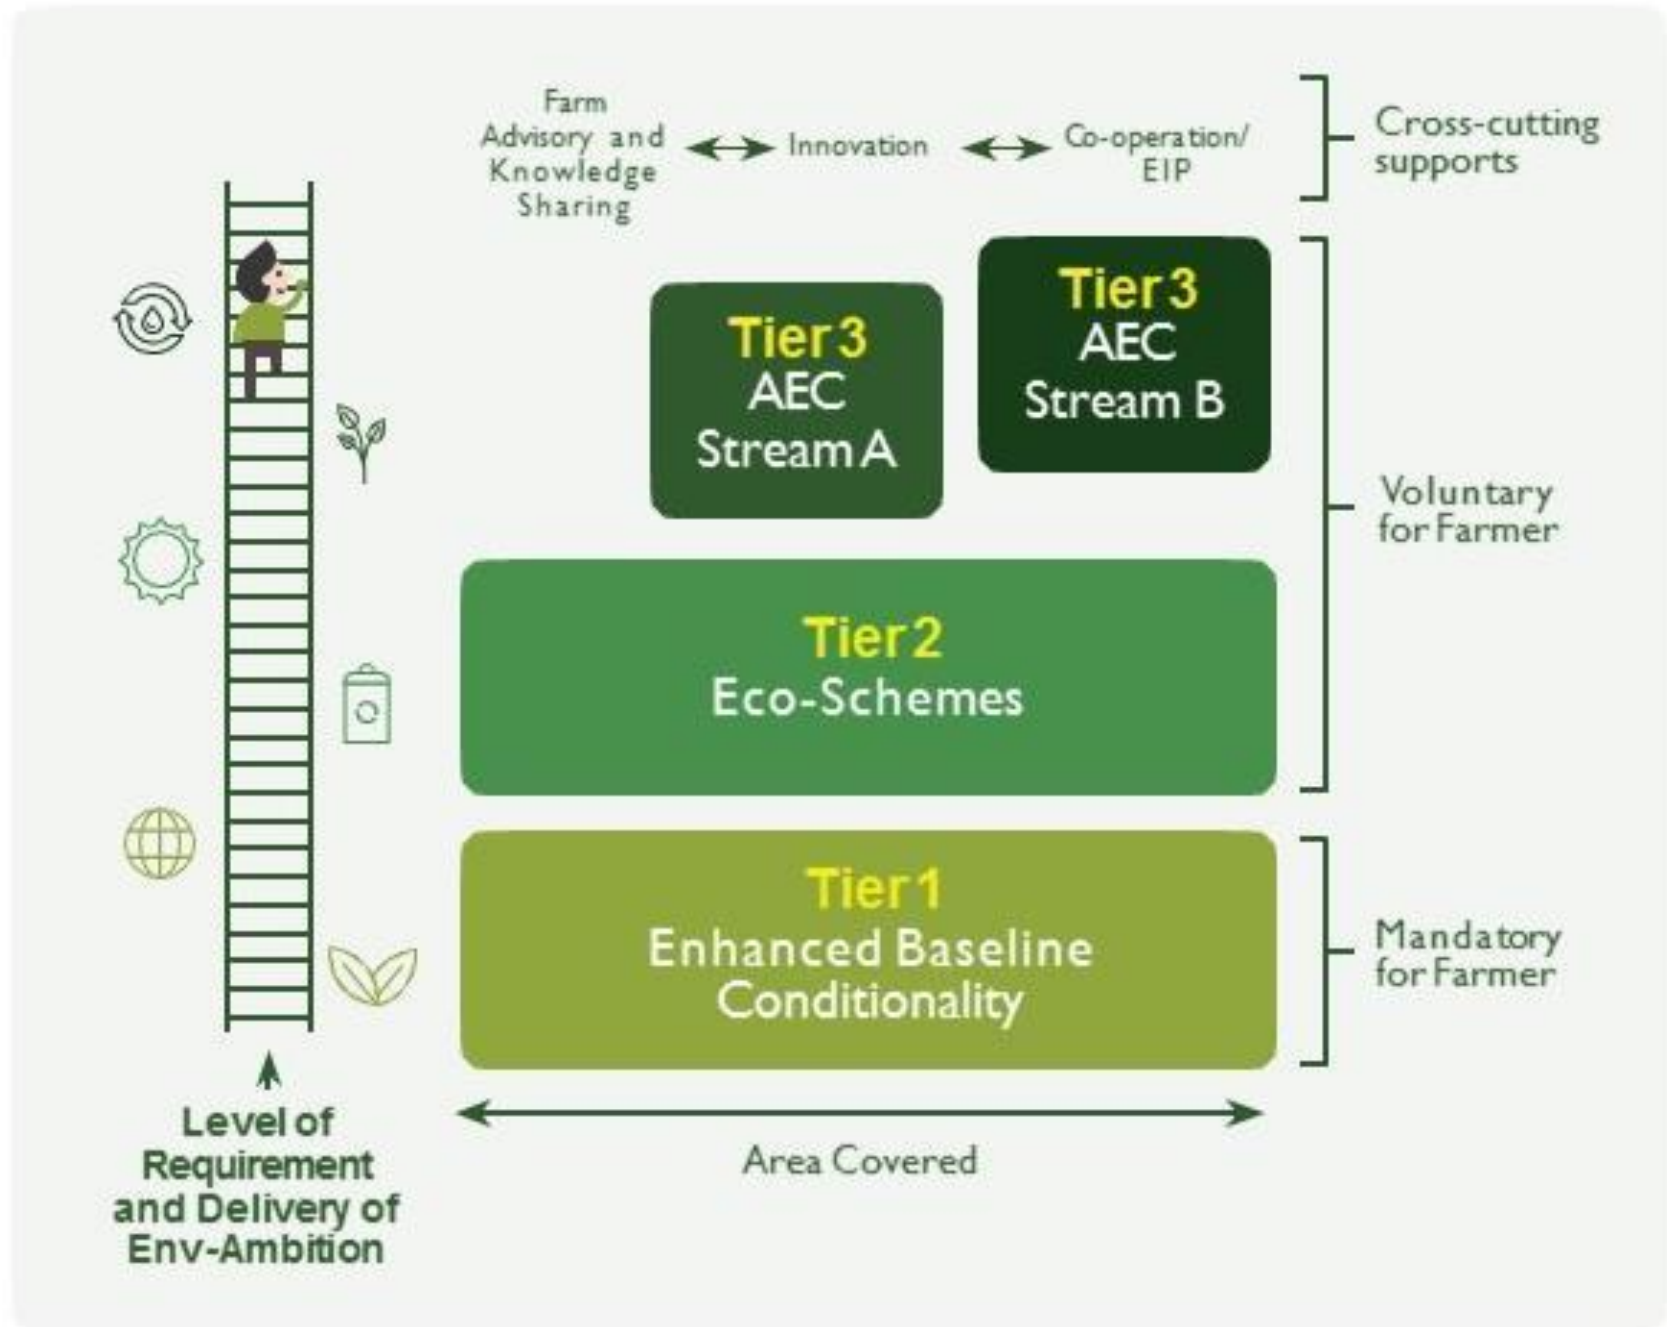 Farm
Advisory and
Knowledge
Sharing
Innovation
Co-operation/
EIP
Cross-cutting
supports
Tier 3
AEC
Stream A
Tier 3
AEC
Stream B
Voluntary
for Farmer
Tier 2
Eco-Schemes
Tier 1
Enhanced Baseline
Conditionality
Mandatory
for Farmer
Level of
Requirement
and Delivery of
Env-Ambition
Area Covered